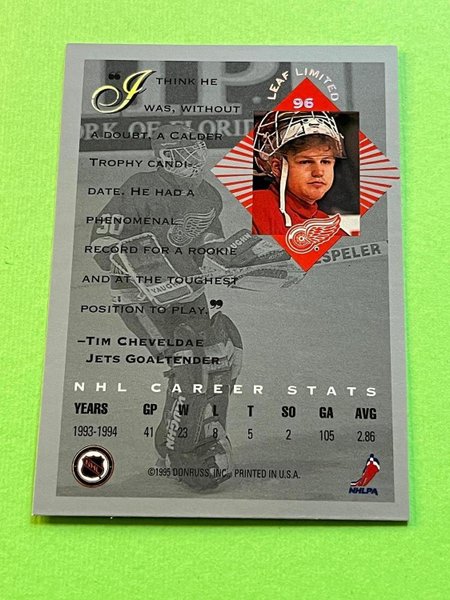 LEAF LIMITED
96
"I THINK HE
WAS, WITHOUT
A DOUBT, A CALDER
TROPHY CANDI-
DATE. HE HAD A
PHENOMENAL
RECORD FOR A ROOKIE
AND AT THE TOUGHEST
POSITION TO PLAY."
–TIM CHEVELDAE
JETS GOALTENDER
SPELER
NHL CAREER STATS
YEARS GP W L T SO GA AVG
1993-1994 41 23 8 5 2 105 2.86
©1995 DONRUSS, INC. PRINTED IN U.S.A.
NHL
NHLPA